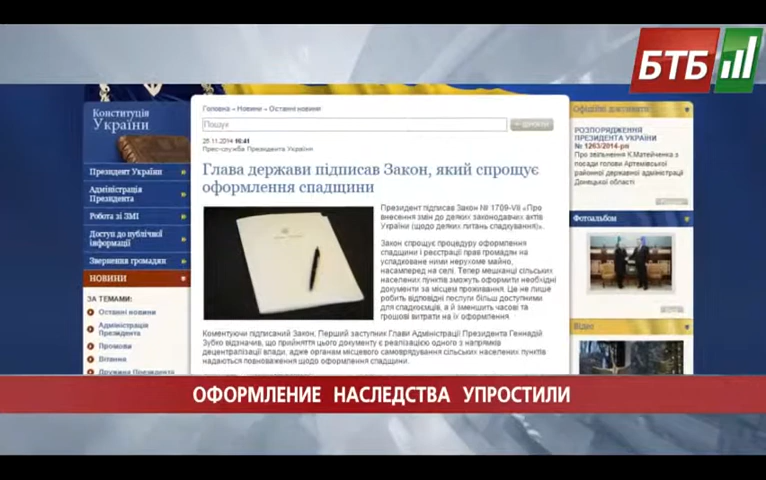 БТБ
Конституція
України
Президент України
Адміністрація
Президента
Робота зі ЗМІ
Доступ до публічної
інформації
Звернення громадян
НОВИНИ
ЗА ТЕМАМИ:
Останні новини
Адміністрація
Президента
Промови
Вітання
Дружина Президента
Головна » Новини » Останні новини
Пошук
25.11.2014 16:41
Прес-служба Президента України
Глава держави підписав Закон, який спрощує
оформлення спадщини
Президент підписав Закон № 1709-VII «Про
внесення змін до деяких законодавчих актів
України (щодо деяких питань спадкування)».
Закон спрощує процедуру оформлення
спадщини і реєстрації прав громадян на
успадковане ними нерухоме майно,
насамперед на селі. Тепер мешканці сільських
населених пунктів зможуть оформити необхідні
документи за місцем проживання. Це не лише
робить відповідні послуги більш доступними
для спадкоємців, а й зменшить часові та
грошові витрати на їх оформлення.
Коментуючи підписаний Закон, Перший заступник Глави Адміністрації Президента Геннадій
Зубко відзначив, що прийняття цього документу є реалізацією одного з напрямків
децентралізації влади, адже органам місцевого самоврядування сільських населених пунктів
надаються повноваження щодо оформлення спадщини.
Офіційні документи
РОЗПОРЯДЖЕННЯ
ПРЕЗИДЕНТА УКРАЇНИ
№ 1263/2014-рп
Про звільнення К.Матейченка з
посади голови Артемівської
районної державної адміністрації
Донецької області
Фотоальбом
Відео
ОФОРМЛЕНИЕ НАСЛЕДСТВА УПРОСТИЛИ